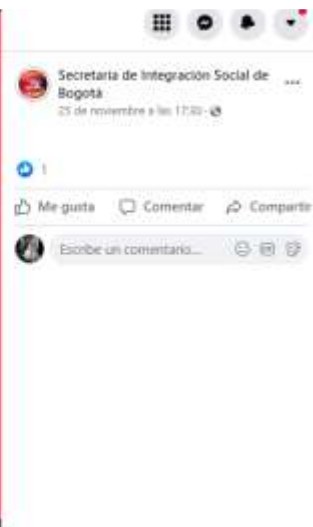 Secretaria de Integración Social de
Bogotá
25 de noviembre a las 17:30 ·
1
Me gusta Comentar Compartir
Escribe un comentario...